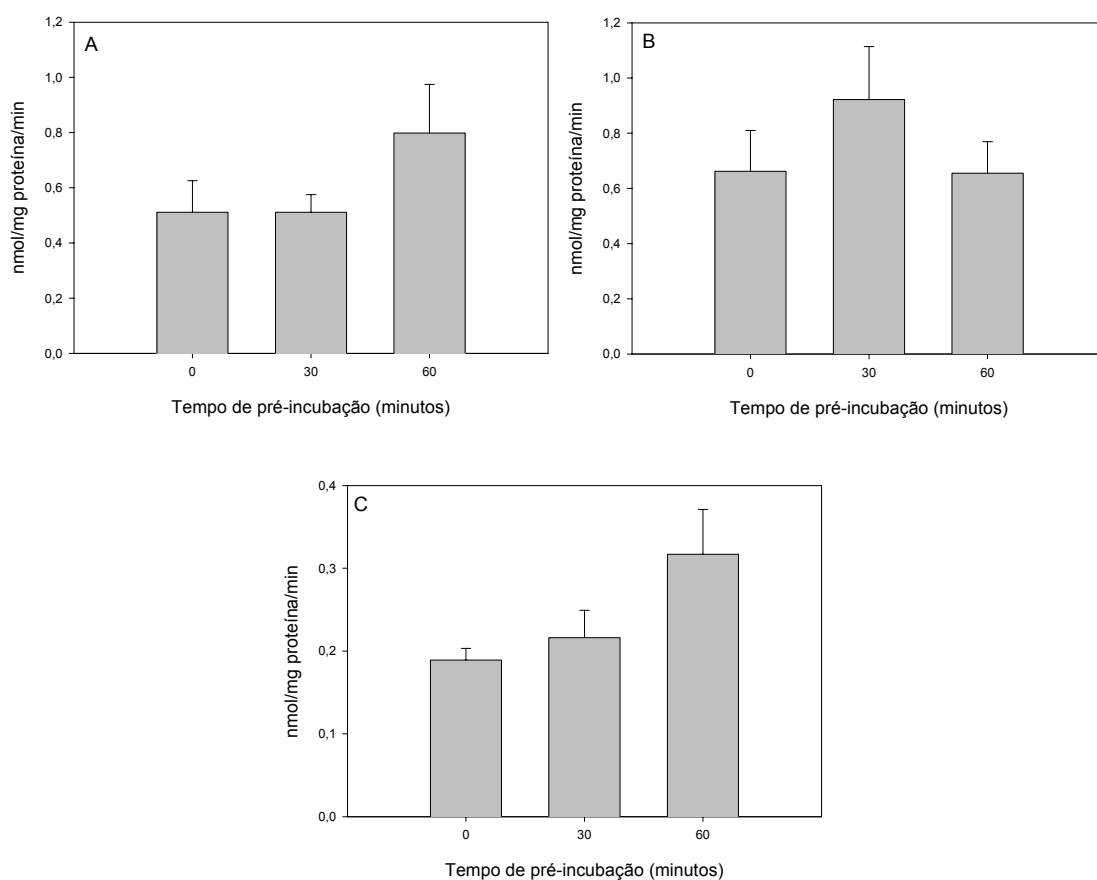 A
nmol/mg proteína/min
1,2
1,0
0,8
0,6
0,4
0,2
0,0
0 30 60
Tempo de pré-incubação (minutos)
B
nmol/mg proteína/min
1,2
1,0
0,8
0,6
0,4
0,2
0,0
0 30 60
Tempo de pré-incubação (minutos)
C
nmol/mg proteína/min
0,4
0,3
0,2
0,1
0,0
0 30 60
Tempo de pré-incubação (minutos)